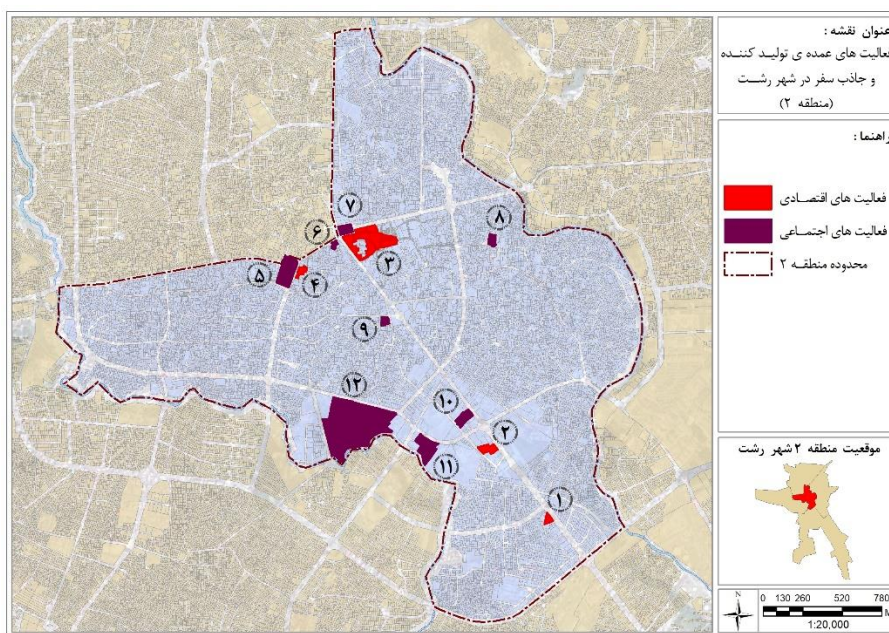 عنوان نقشه :
فعالیت های عمده ی تولید کننده
و جاذب سفر در شهر رشت
(منطقه ۲)
راهنما :
فعالیت های اقتصادی
فعالیت های اجتماعی
محدوده منطقه ۲
۷
۸
۶
۳
۵
۴
۹
۱۲
۱۰
۲
۱۱
۱
موقعیت منطقه ۲ شهر رشت
N
0 130 260 520 780
M
1:20,000